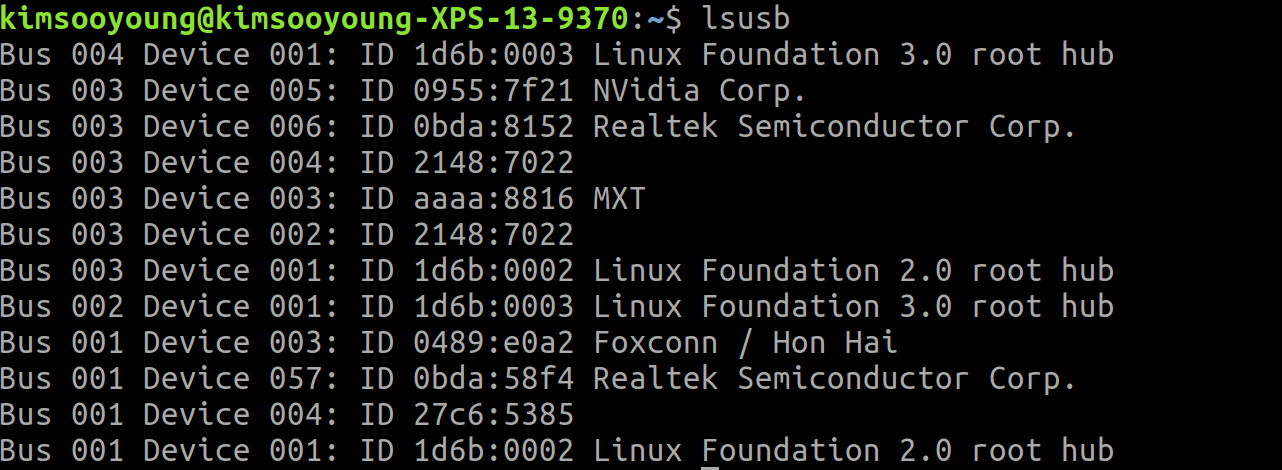 kimsooyoung@kimsooyoung-XPS-13-9370:~$ lsusb
Bus 004 Device 001: ID 1d6b:0003 Linux Foundation 3.0 root hub
Bus 003 Device 005: ID 0955:7f21 NVidia Corp.
Bus 003 Device 006: ID 0bda:8152 Realtek Semiconductor Corp.
Bus 003 Device 004: ID 2148:7022
Bus 003 Device 003: ID aaaa:8816 MXT
Bus 003 Device 002: ID 2148:7022
Bus 003 Device 001: ID 1d6b:0002 Linux Foundation 2.0 root hub
Bus 002 Device 001: ID 1d6b:0003 Linux Foundation 3.0 root hub
Bus 001 Device 003: ID 0489:e0a2 Foxconn / Hon Hai
Bus 001 Device 057: ID 0bda:58f4 Realtek Semiconductor Corp.
Bus 001 Device 004: ID 27c6:5385
Bus 001 Device 001: ID 1d6b:0002 Linux Foundation 2.0 root hub